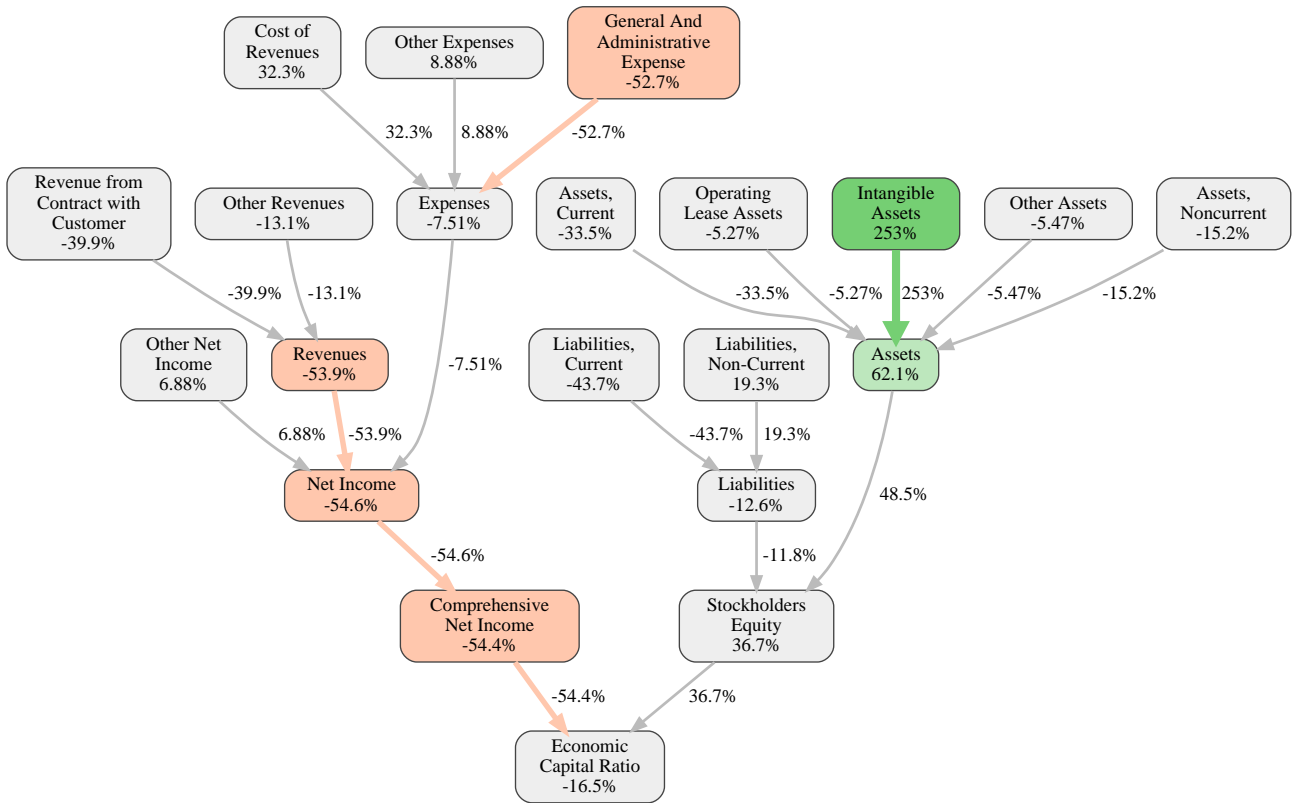 Cost of
Revenues
32.3%
Other Expenses
8.88%
General And
Administrative
Expense
-52.7%
32.3%
8.88%
-52.7%
Revenue from
Contract with
Customer
-39.9%
Other Revenues
-13.1%
Expenses
-7.51%
Assets,
Current
-33.5%
Operating
Lease Assets
-5.27%
Intangible
Assets
253%
Other Assets
-5.47%
Assets,
Noncurrent
-15.2%
-39.9%
-13.1%
-33.5%
-5.27%
253%
-5.47%
-15.2%
Other Net
Income
6.88%
Revenues
-53.9%
-7.51%
Liabilities,
Current
-43.7%
Liabilities,
Non-Current
19.3%
Assets
62.1%
6.88%
-53.9%
-43.7%
19.3%
Net Income
-54.6%
Liabilities
-12.6%
48.5%
-54.6%
-11.8%
Comprehensive
Net Income
-54.4%
Stockholders
Equity
36.7%
-54.4%
36.7%
Economic
Capital Ratio
-16.5%